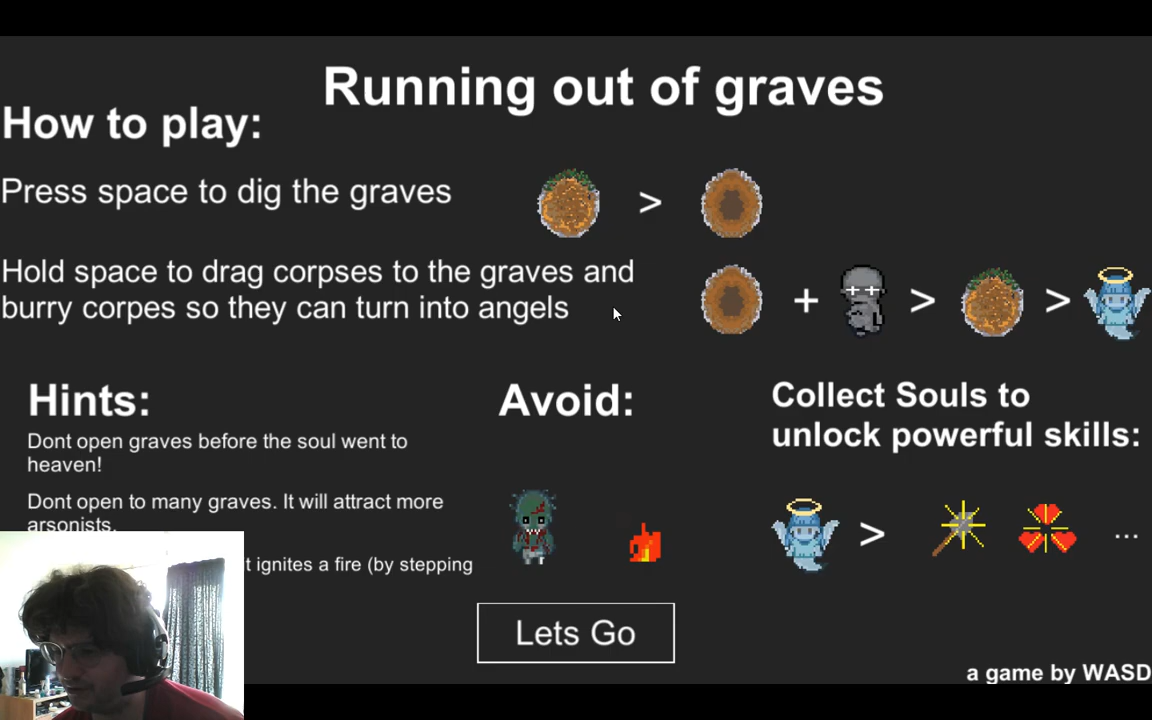 Running out of graves
How to play:
Press space to dig the graves
>
Hold space to drag corpses to the graves and
burry corpes so they can turn into angels
+ > >
Hints:
Dont open graves before the soul went to
heaven!
Dont open to many graves. It will attract more
arsonists.
t ignites a fire (by stepping
Avoid:
Collect Souls to
unlock powerful skills:
> ...
Lets Go
a game by WASD